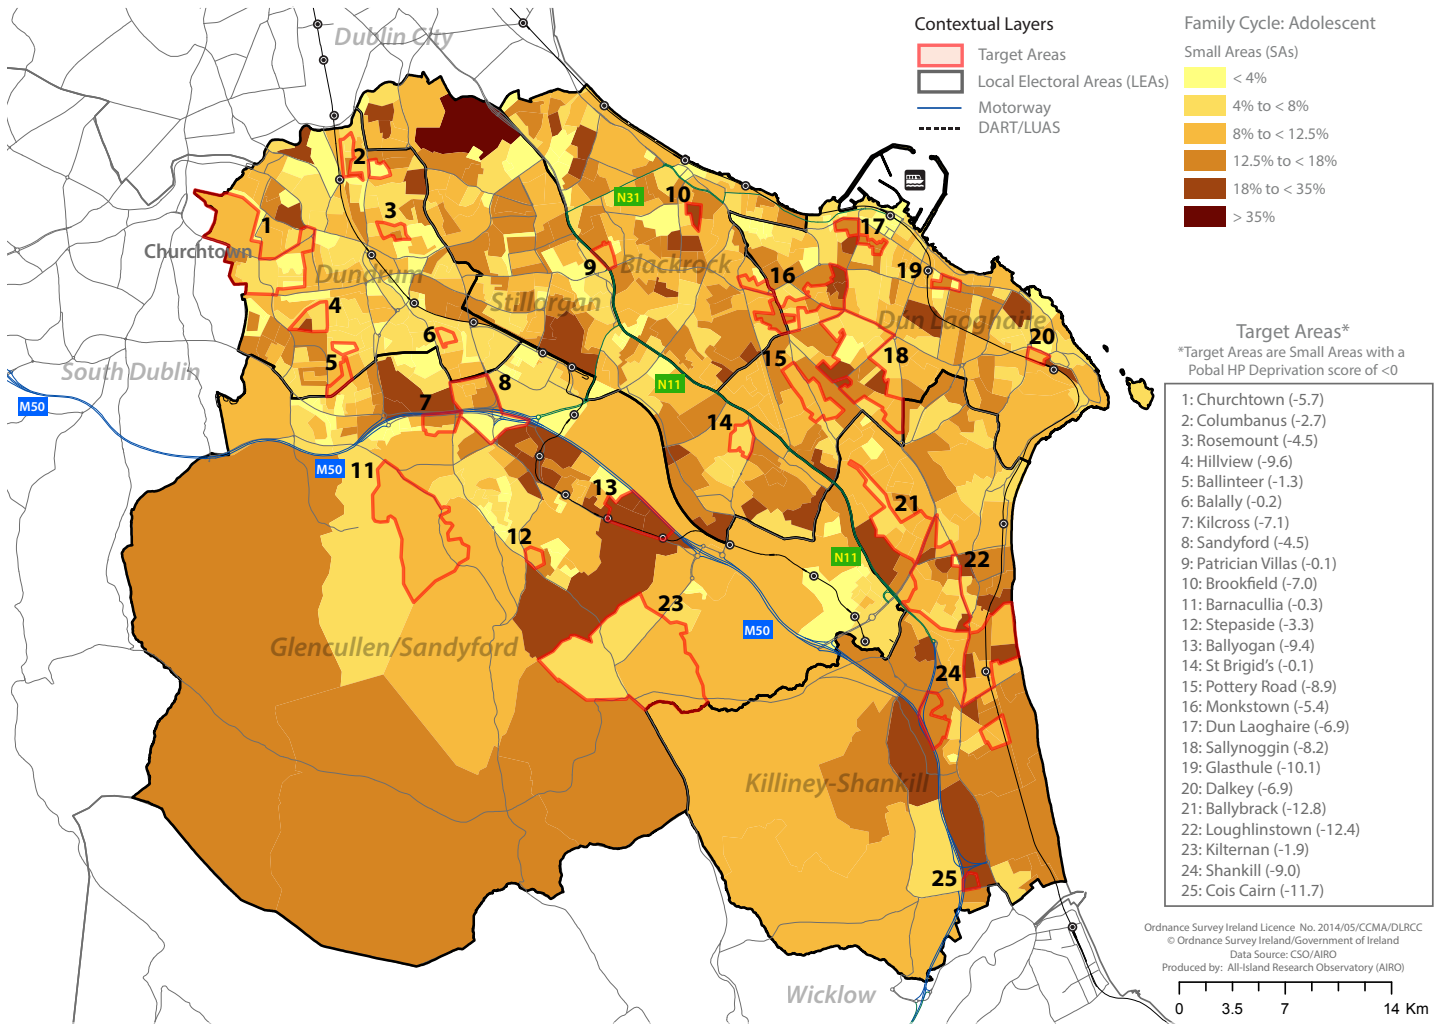 Contextual Layers
Target Areas
Local Electoral Areas (LEAs)
Motorway
DART/LUAS
Family Cycle: Adolescent
Small Areas (SAs)
< 4%
4% to < 8%
8% to < 12.5%
12.5% to < 18%
18% to < 35%
> 35%
Dublin City
2
N31
10
1
3
17
Churchtown
Dundrum
9
Blackrock
16
19
Stillorgan
4
Dún Laoghaire
6
20
5
15
18
South Dublin
8
N11
M50
7
14
M50
11
13
21
12
N11
22
23
M50
Glencullen/Sandyford
24
Killiney-Shankill
25
Wicklow
Target Areas*
*Target Areas are Small Areas with a
Pobal HP Deprivation score of <0
1: Churchtown (-5.7)
2: Columbanus (-2.7)
3: Rosemount (-4.5)
4: Hillview (-9.6)
5: Ballinteer (-1.3)
6: Balally (-0.2)
7: Kilcross (-7.1)
8: Sandyford (-4.5)
9: Patrician Villas (-0.1)
10: Brookfield (-7.0)
11: Barnacullia (-0.3)
12: Stepaside (-3.3)
13: Ballyogan (-9.4)
14: St Brigid's (-0.1)
15: Pottery Road (-8.9)
16: Monkstown (-5.4)
17: Dun Laoghaire (-6.9)
18: Sallynoggin (-8.2)
19: Glasthule (-10.1)
20: Dalkey (-6.9)
21: Ballybrack (-12.8)
22: Loughlinstown (-12.4)
23: Kilternan (-1.9)
24: Shankill (-9.0)
25: Cois Cairn (-11.7)
Ordnance Survey Ireland Licence No. 2014/05/CCMA/DLRCC
© Ordnance Survey Ireland/Government of Ireland
Data Source: CSO/AIRO
Produced by: All-Island Research Observatory (AIRO)
0 3.5 7 14 Km